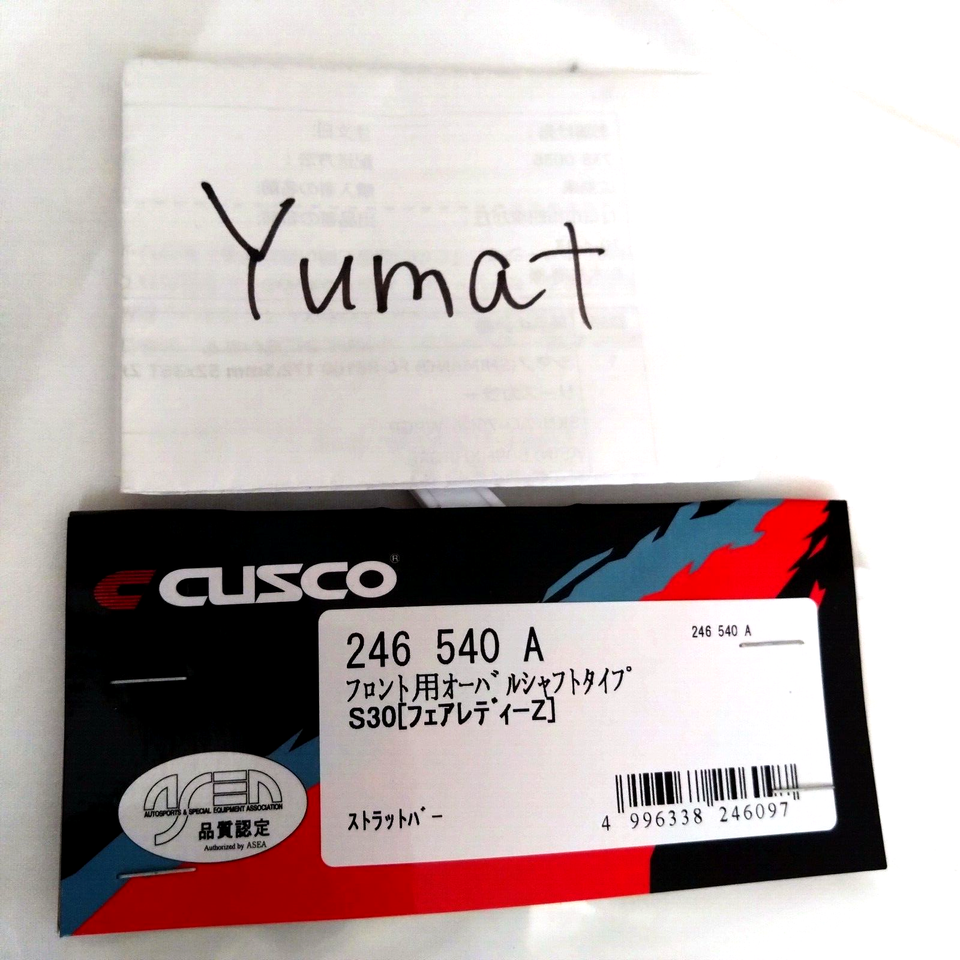 Yumat
CUSCO®
246 540 A
246 540 A
フロント用オーバルシャフトタイプ
S30[フェアレディーZ]
ストラットバー
4 996338 246097
ASEA
AUTOSPORTS & SPECIAL EQUIPMENT ASSOCIATION
品質認定
Authorized by ASEA